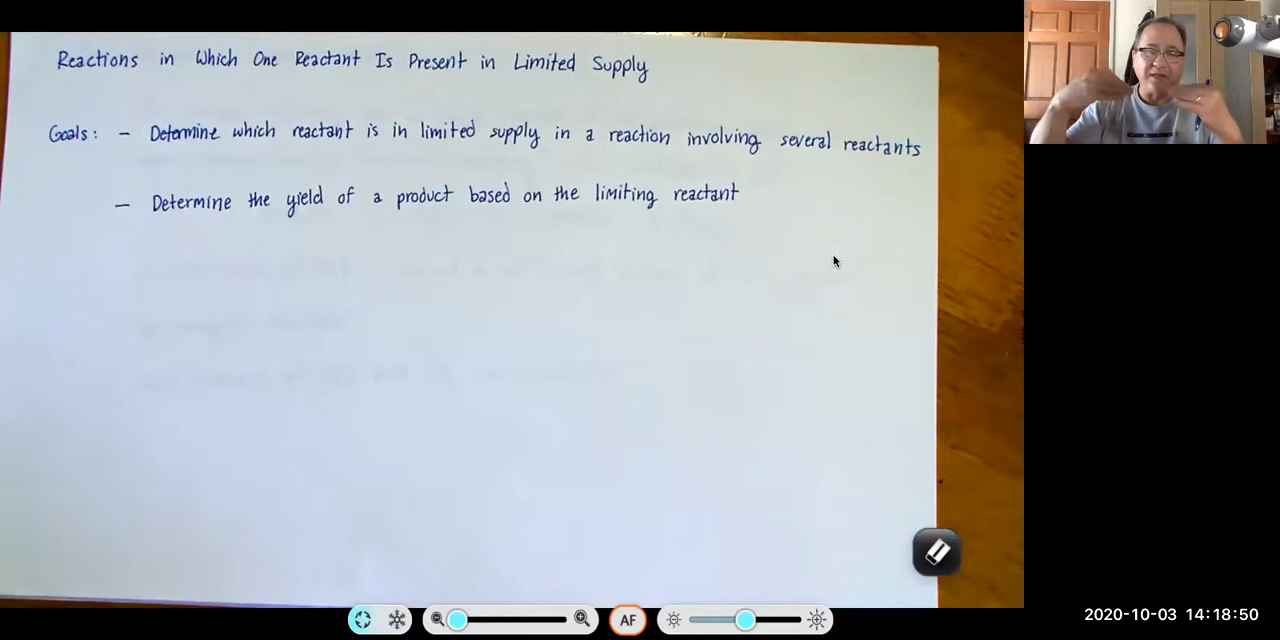 Reactions in Which One Reactant Is Present in Limited Supply
Goals: - Determine which reactant is in limited supply in a reaction involving several reactants
- Determine the yield of a product based on the limiting reactant
AF
2020-10-03 14:18:50